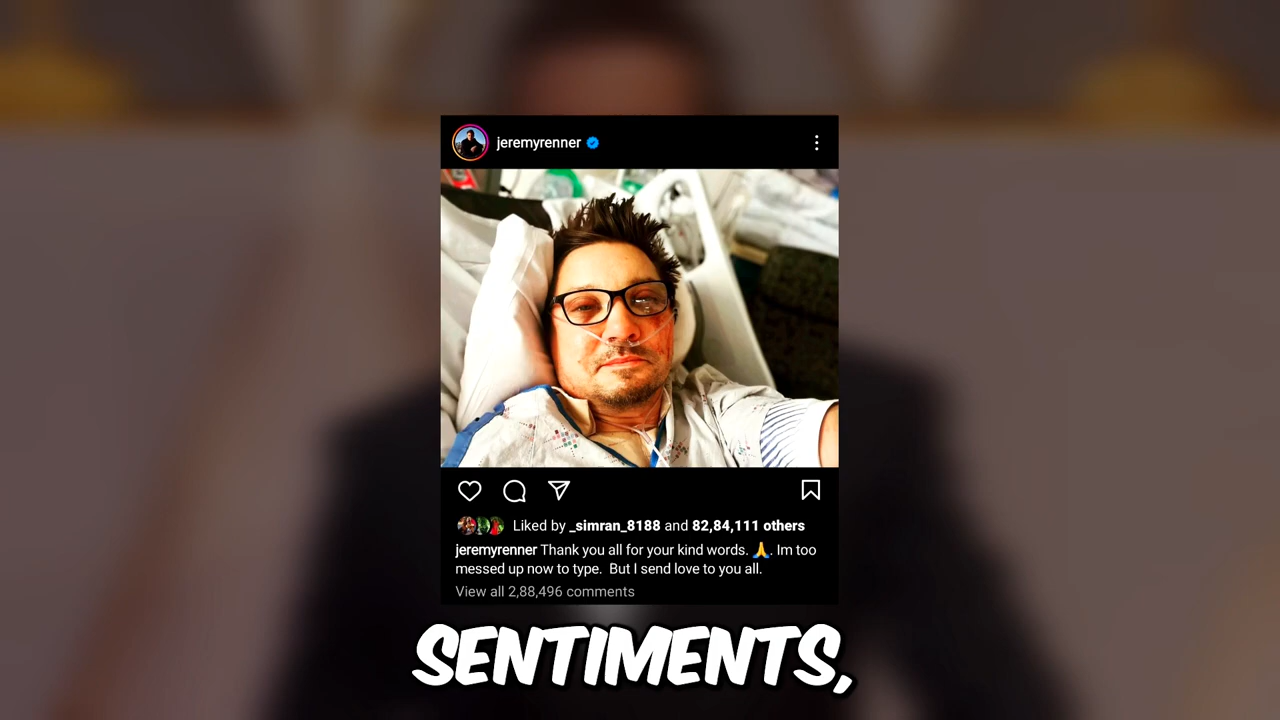 jeremyrenner
Liked by _simran_8188 and 82,84,111 others
jeremyrenner Thank you all for your kind words. 🙏. Im too
messed up now to type.  But I send love to you all.
View all 2,88,496 comments
SENTIMENTS,